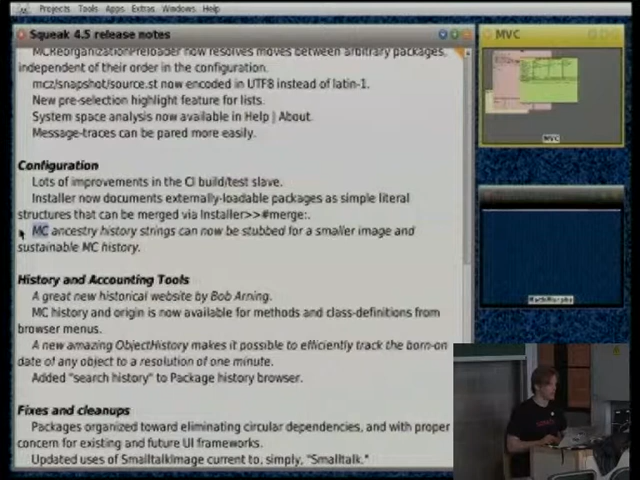 Projects Tools Apps Extras Windows Help
Squeak 4.5 release notes
MVC
MCReorganizationPreloader now resolves moves between arbitrary packages,
independent of their order in the configuration.
mcz/snapshot/source.st now encoded in UTF8 instead of latin-1.
New pre-selection highlight feature for lists.
System space analysis now available in Help | About.
Message-traces can be pared more easily.
MVC
Configuration
Lots of improvements in the CI build/test slave.
Installer now documents externally-loadable packages as simple literal
structures that can be merged via Installer>>#merge:.
MC ancestry history strings can now be stubbed for a smaller image and
sustainable MC history.
History and Accounting Tools
A great new historical website by Bob Arning.
MC history and origin is now available for methods and class-definitions from
browser menus.
A new amazing ObjectHistory makes it possible to efficiently track the born-on
date of any object to a resolution of one minute.
Added "search history" to Package history browser.
Fixes and cleanups
Packages organized toward eliminating circular dependencies, and with proper
concern for existing and future UI frameworks.
Updated uses of SmalltalkImage current to, simply, "Smalltalk."